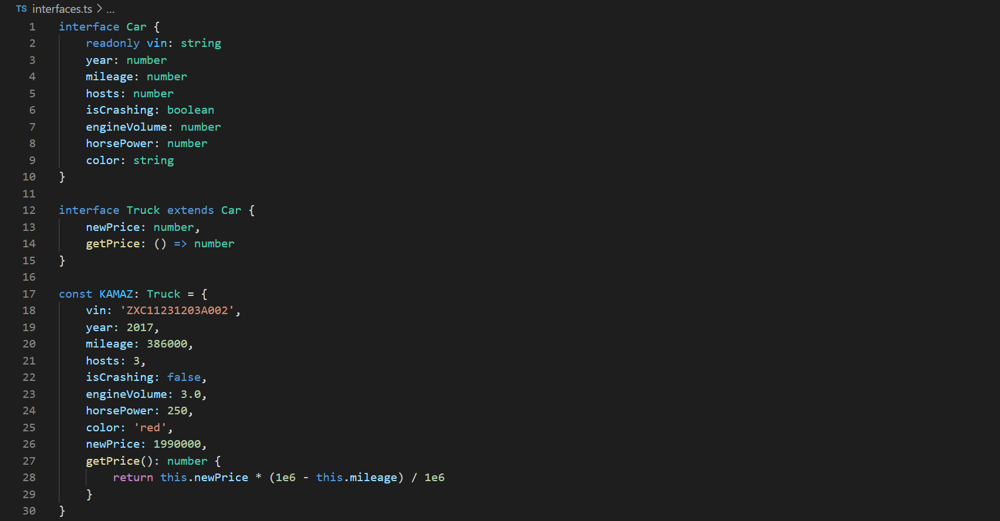 TS interfaces.ts > ...
1 interface Car {
2     readonly vin: string
3     year: number
4     mileage: number
5     hosts: number
6     isCrashing: boolean
7     engineVolume: number
8     horsePower: number
9     color: string
10 }
11
12 interface Truck extends Car {
13     newPrice: number,
14     getPrice: () => number
15 }
16
17 const KAMAZ: Truck = {
18     vin: 'ZXC11231203A002',
19     year: 2017,
20     mileage: 386000,
21     hosts: 3,
22     isCrashing: false,
23     engineVolume: 3.0,
24     horsePower: 250,
25     color: 'red',
26     newPrice: 1990000,
27     getPrice(): number {
28         return this.newPrice * (1e6 - this.mileage) / 1e6
29     }
30 }